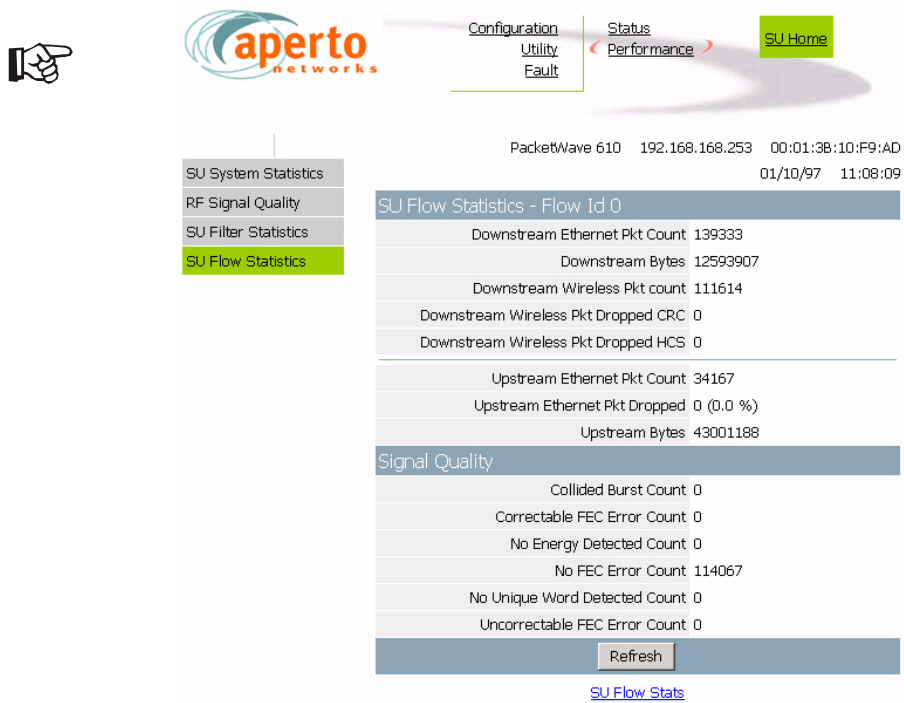 aperto
networks
Configuration
Utility
Fault
Status
Performance
SU Home
PacketWave 610 192.168.168.253 00:01:3B:10:F9:AD
01/10/97 11:08:09
SU System Statistics
RF Signal Quality
SU Filter Statistics
SU Flow Statistics
SU Flow Statistics - Flow Id 0
Downstream Ethernet Pkt Count 139333
Downstream Bytes 12593907
Downstream Wireless Pkt count 111614
Downstream Wireless Pkt Dropped CRC 0
Downstream Wireless Pkt Dropped HCS 0
Upstream Ethernet Pkt Count 34167
Upstream Ethernet Pkt Dropped 0 (0.0 %)
Upstream Bytes 43001188
Signal Quality
Collided Burst Count 0
Correctable FEC Error Count 0
No Energy Detected Count 0
No FEC Error Count 114067
No Unique Word Detected Count 0
Uncorrectable FEC Error Count 0
Refresh
SU Flow Stats